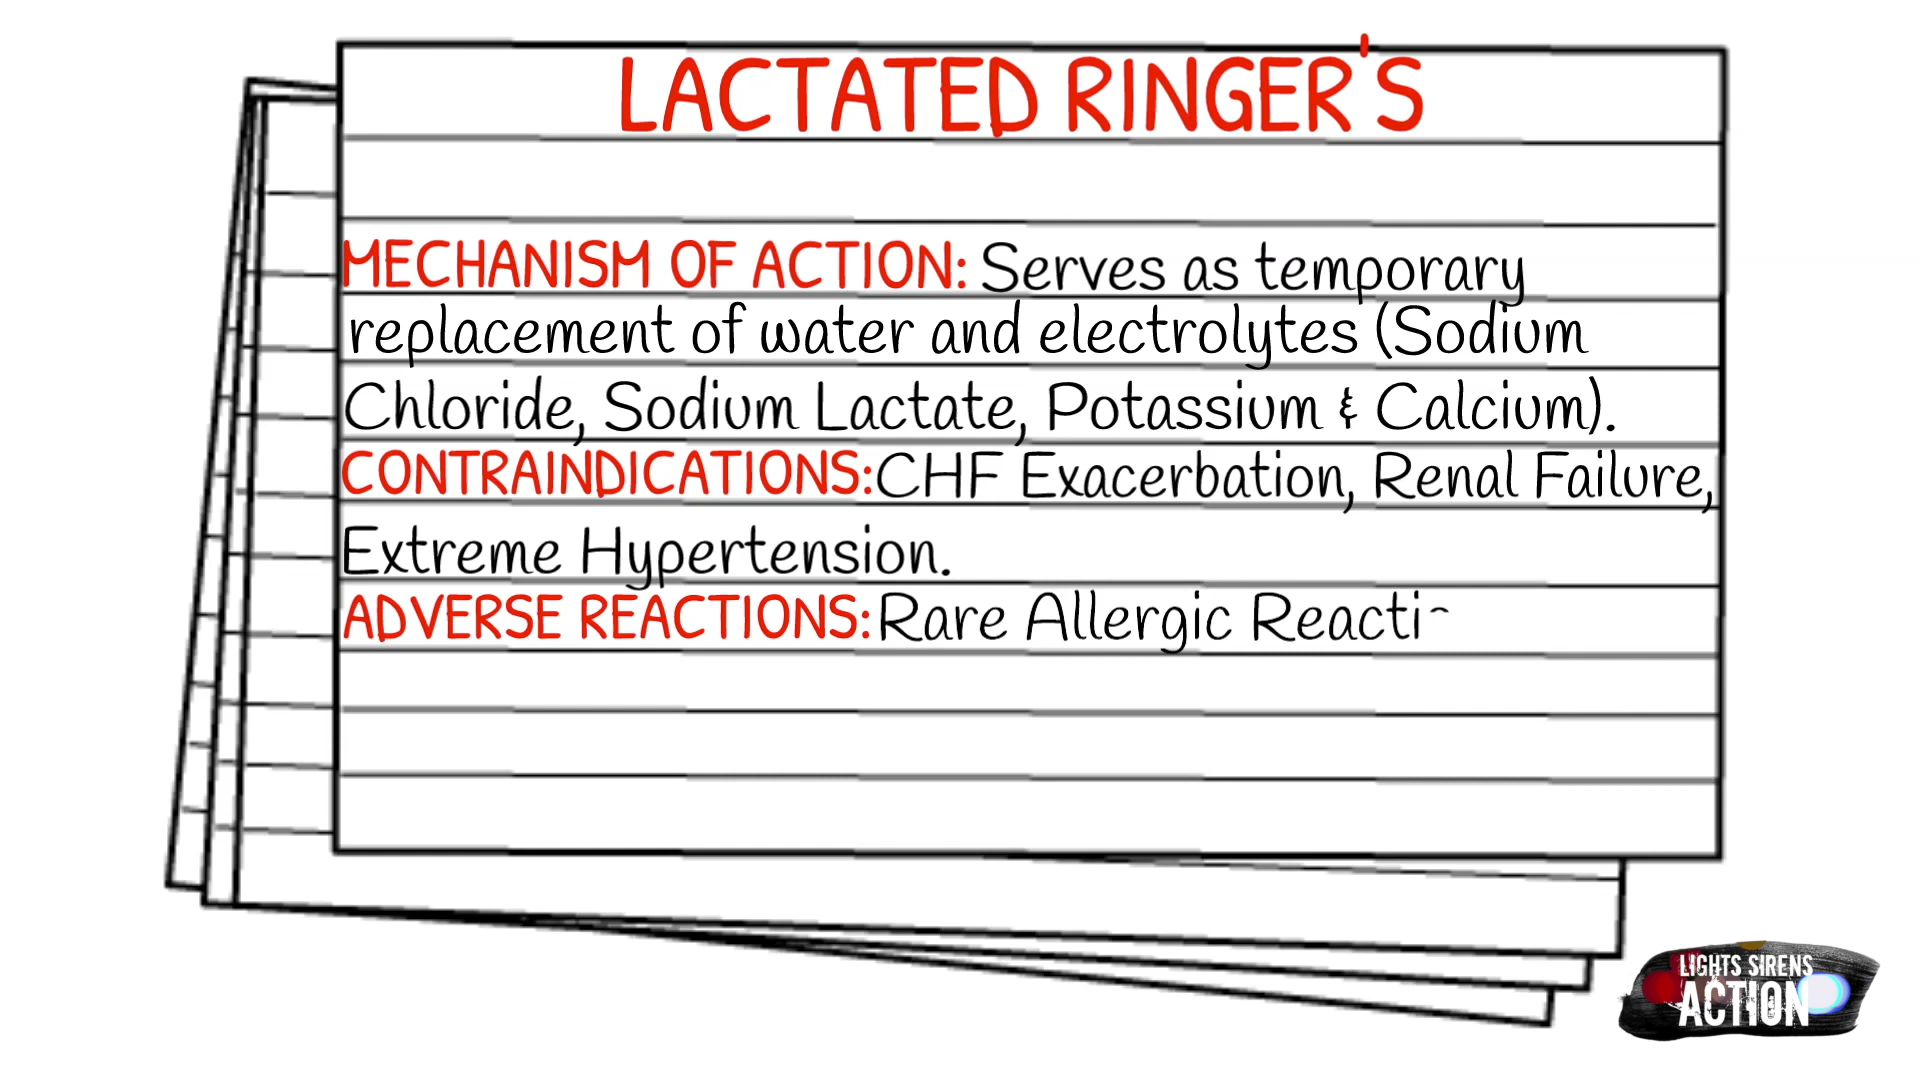 LACTATED RINGER'S
MECHANISM OF ACTION: Serves as temporary
replacement of water and electrolytes (Sodium
Chloride, Sodium Lactate, Potassium & Calcium).
CONTRAINDICATIONS:CHF Exacerbation, Renal Failure,
Extreme Hypertension.
ADVERSE REACTIONS:Rare Allergic Reacti
LIGHTS SIRENS
ACTION